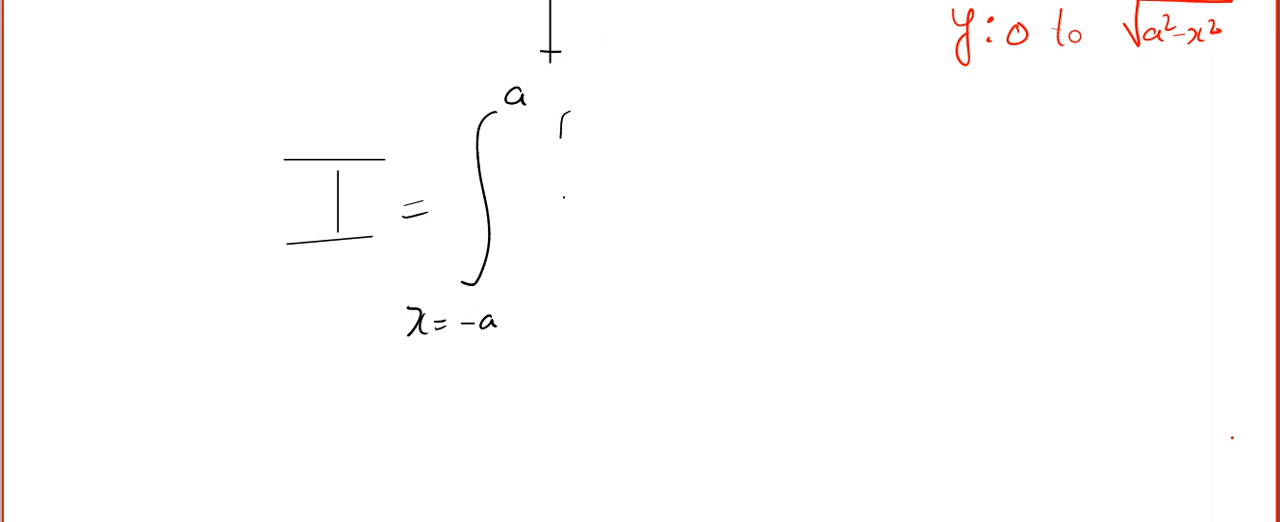 y: 0 to √(a²-x²)
I = ∫_{x=-a}^{a}